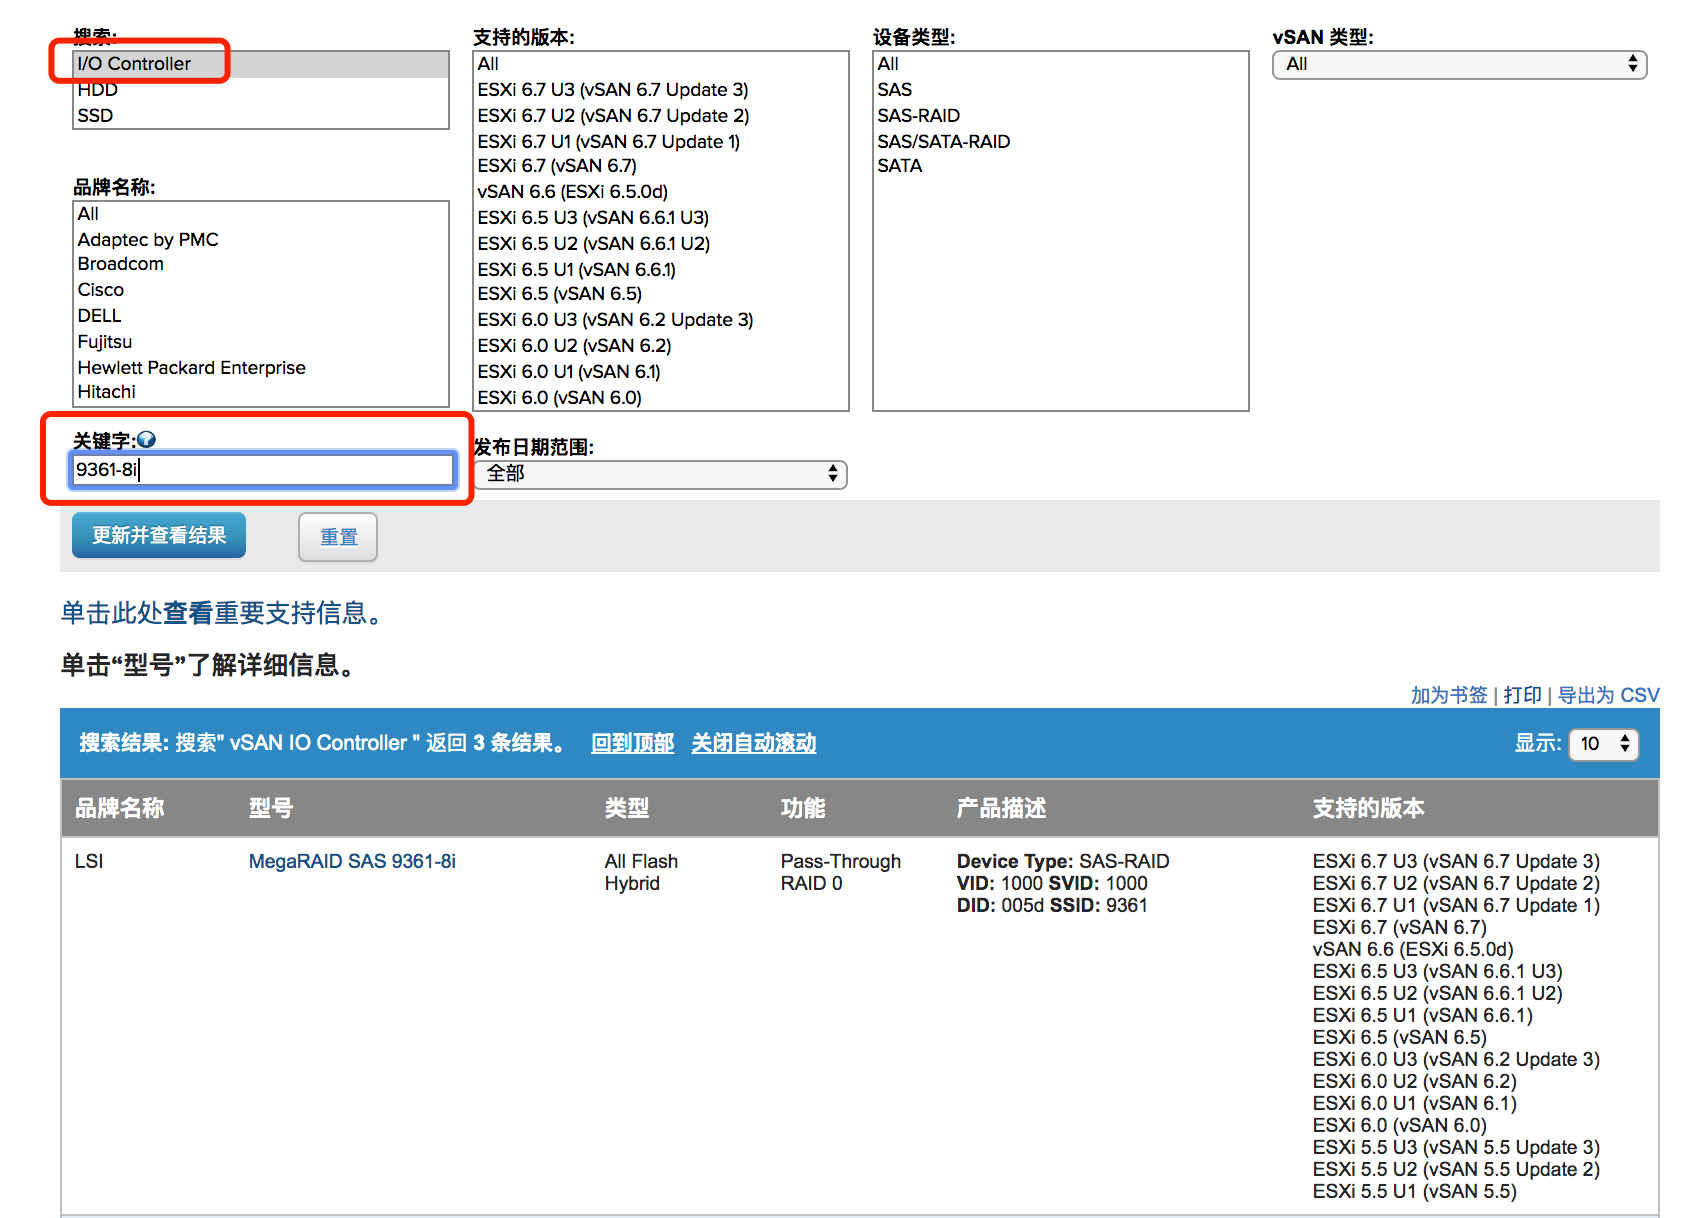 搜索:
I/O Controller
HDD
SSD
品牌名称:
All
Adaptec by PMC
Broadcom
Cisco
DELL
Fujitsu
Hewlett Packard Enterprise
Hitachi
关键字:
9361-8i
支持的版本:
All
ESXi 6.7 U3 (vSAN 6.7 Update 3)
ESXi 6.7 U2 (vSAN 6.7 Update 2)
ESXi 6.7 U1 (vSAN 6.7 Update 1)
ESXi 6.7 (vSAN 6.7)
vSAN 6.6 (ESXi 6.5.0d)
ESXi 6.5 U3 (vSAN 6.6.1 U3)
ESXi 6.5 U2 (vSAN 6.6.1 U2)
ESXi 6.5 U1 (vSAN 6.6.1)
ESXi 6.5 (vSAN 6.5)
ESXi 6.0 U3 (vSAN 6.2 Update 3)
ESXi 6.0 U2 (vSAN 6.2)
ESXi 6.0 U1 (vSAN 6.1)
ESXi 6.0 (vSAN 6.0)
发布日期范围:
全部
设备类型:
All
SAS
SAS-RAID
SAS/SATA-RAID
SATA
vSAN 类型:
All
更新并查看结果
重置
单击此处查看重要支持信息。
单击“型号”了解详细信息。
加为书签 | 打印 | 导出为 CSV
搜索结果: 搜索" vSAN IO Controller " 返回 3 条结果。 回到顶部 关闭自动滚动 显示: 10
品牌名称 型号 类型 功能 产品描述 支持的版本
LSI
MegaRAID SAS 9361-8i
All Flash
Hybrid
Pass-Through
RAID 0
Device Type: SAS-RAID
VID: 1000 SVID: 1000
DID: 005d SSID: 9361
ESXi 6.7 U3 (vSAN 6.7 Update 3)
ESXi 6.7 U2 (vSAN 6.7 Update 2)
ESXi 6.7 U1 (vSAN 6.7 Update 1)
ESXi 6.7 (vSAN 6.7)
vSAN 6.6 (ESXi 6.5.0d)
ESXi 6.5 U3 (vSAN 6.6.1 U3)
ESXi 6.5 U2 (vSAN 6.6.1 U2)
ESXi 6.5 U1 (vSAN 6.6.1)
ESXi 6.5 (vSAN 6.5)
ESXi 6.0 U3 (vSAN 6.2 Update 3)
ESXi 6.0 U2 (vSAN 6.2)
ESXi 6.0 U1 (vSAN 6.1)
ESXi 6.0 (vSAN 6.0)
ESXi 5.5 U3 (vSAN 5.5 Update 3)
ESXi 5.5 U2 (vSAN 5.5 Update 2)
ESXi 5.5 U1 (vSAN 5.5)